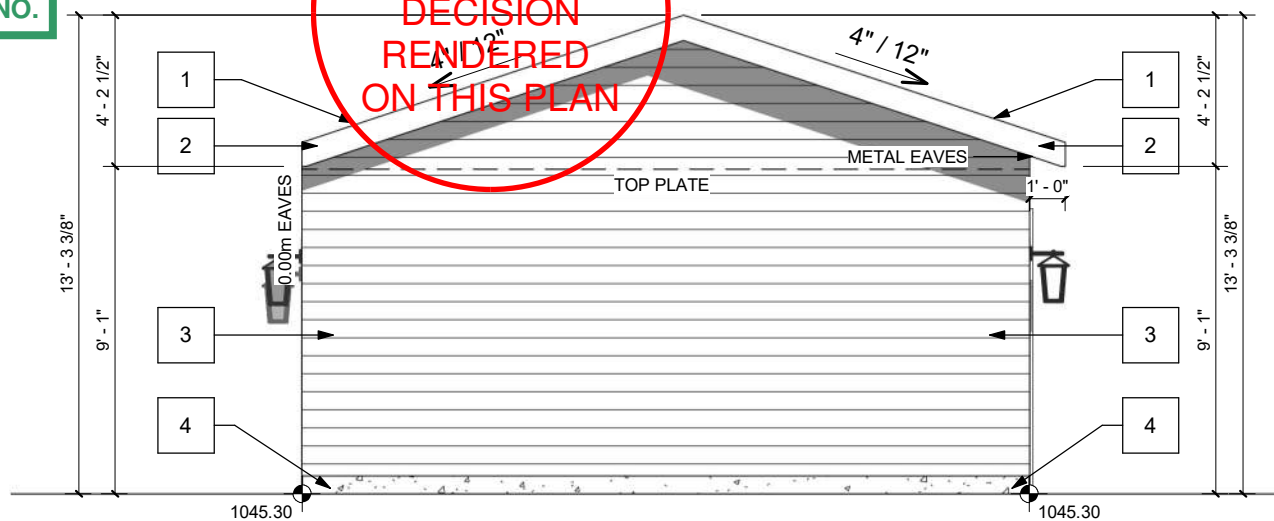 NO.
DECISION
RENDERED
ON THIS PLAN
4" / 12"
4" / 12"
1
1
4' - 2 1/2"
4' - 2 1/2"
2
2
METAL EAVES
TOP PLATE
1' - 0"
0.00m EAVES
13' - 3 3/8"
13' - 3 3/8"
9' - 1"
9' - 1"
3
3
4
4
1045.30
1045.30